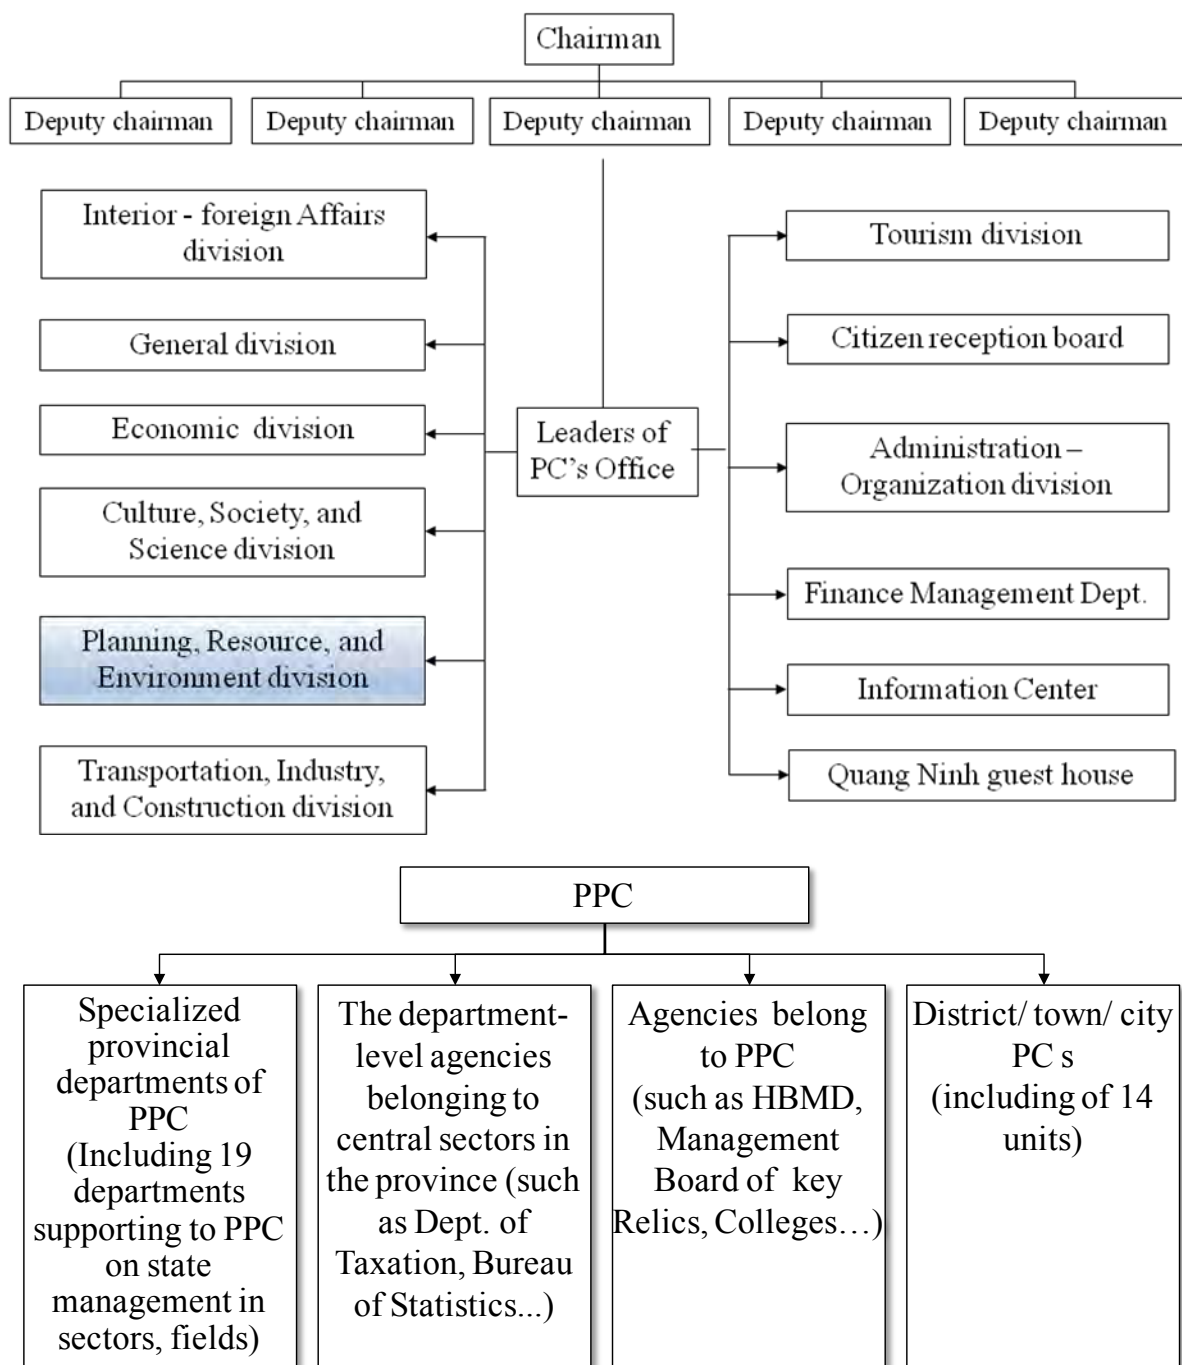 Chairman
Deputy chairman
Deputy chairman
Deputy chairman
Deputy chairman
Deputy chairman
Interior - foreign Affairs
division
General division
Economic division
Culture, Society, and
Science division
Planning, Resource, and
Environment division
Transportation, Industry,
and Construction division
Leaders of
PC's Office
Tourism division
Citizen reception board
Administration –
Organization division
Finance Management Dept.
Information Center
Quang Ninh guest house
PPC
Specialized
provincial
departments of
PPC
(Including 19
departments
supporting to PPC
on state
management in
sectors, fields)
The department-
level agencies
belonging to
central sectors in
the province (such
as Dept. of
Taxation, Bureau
of Statistics...)
Agencies belong
to PPC
(such as HBMD,
Management
Board of key
Relics, Colleges…)
District/ town/ city
PC s
(including of 14
units)